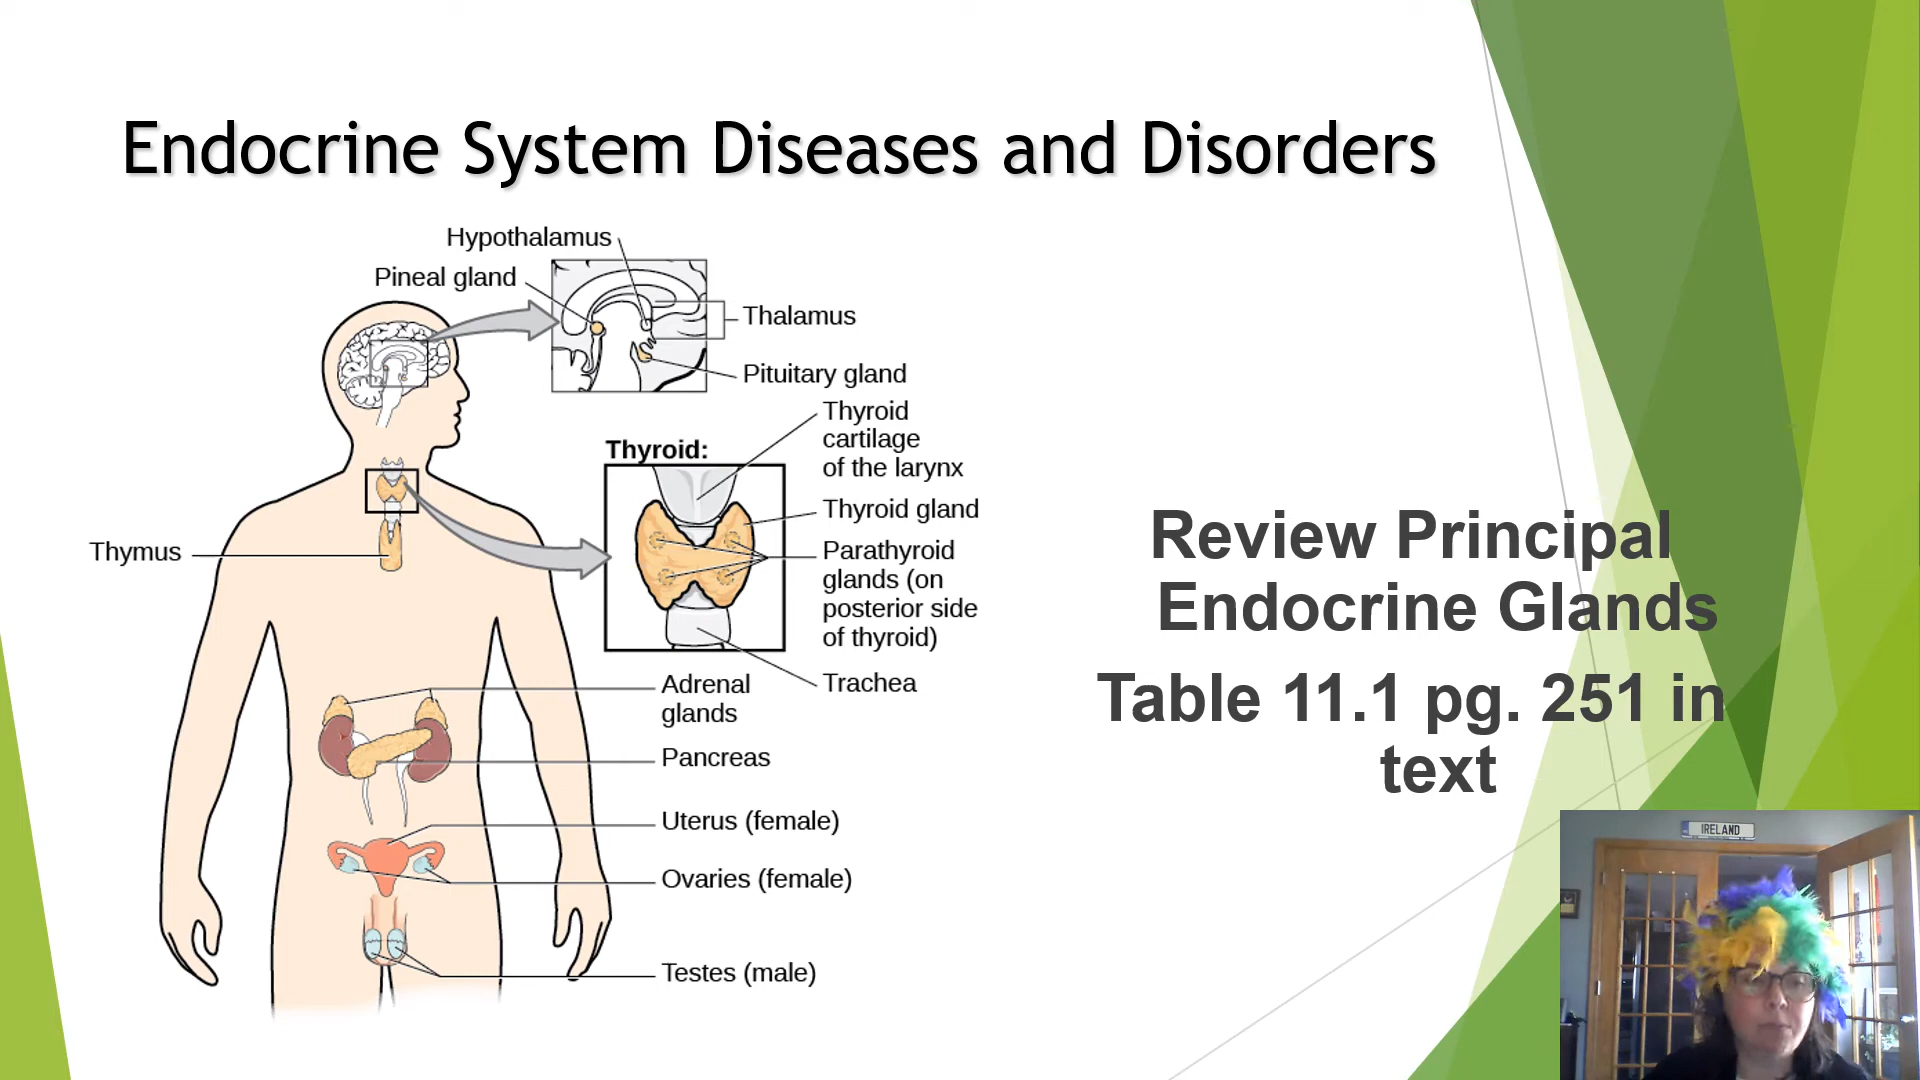 Endocrine System Diseases and Disorders
Hypothalamus
Pineal gland
Thalamus
Pituitary gland
Thyroid
cartilage
of the larynx
Thyroid:
Thyroid gland
Parathyroid
glands (on
posterior side
of thyroid)
Trachea
Thymus
Adrenal
glands
Pancreas
Uterus (female)
Ovaries (female)
Testes (male)
Review Principal
Endocrine Glands
Table 11.1 pg. 251 in
text
IRELAND